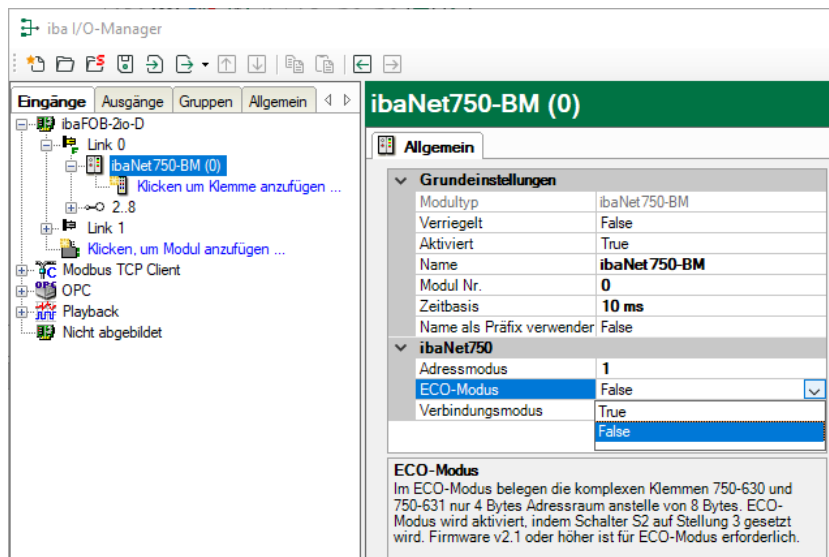 iba I/O-Manager
Eingänge Ausgänge Gruppen Allgemein
ibaFOB-2io-D
Link 0
ibaNet750-BM (0)
Klicken um Klemme anzufügen ...
2..8
Link 1
Klicken, um Modul anzufügen ...
Modbus TCP Client
OPC
Playback
Nicht abgebildet
ibaNet750-BM (0)
Allgemein
Grundeinstellungen
Modultyp ibaNet750-BM
Verriegelt False
Aktiviert True
Name ibaNet750-BM
Modul Nr. 0
Zeitbasis 10 ms
Name als Präfix verwender False
ibaNet750
Adressmodus 1
ECO-Modus False
Verbindungsmodus True
False
ECO-Modus
Im ECO-Modus belegen die komplexen Klemmen 750-630 und
750-631 nur 4 Bytes Adressraum anstelle von 8 Bytes. ECO-
Modus wird aktiviert, indem Schalter S2 auf Stellung 3 gesetzt
wird. Firmware v2.1 oder höher ist für ECO-Modus erforderlich.